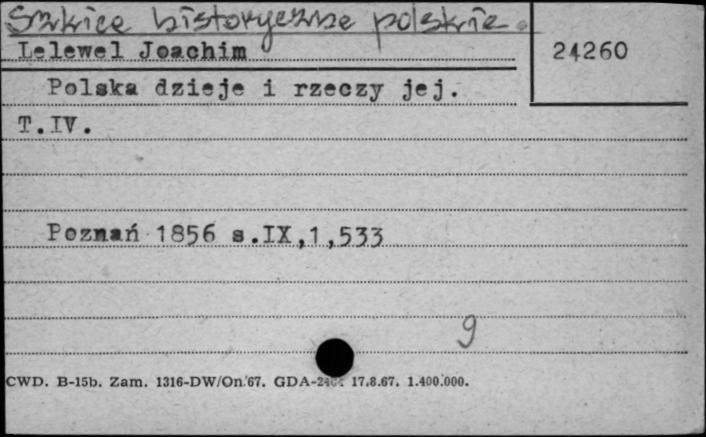 Szkice historyczne polskie.
Lelewel Joachim
24260
Polska dzieje i rzeczy jej.
T.IV.
Poznań 1856 s.IX,1,533
9
CWD. B-15b. Zam. 1316-DW/On.67. GDA- 17.8.67. 1.400.000.